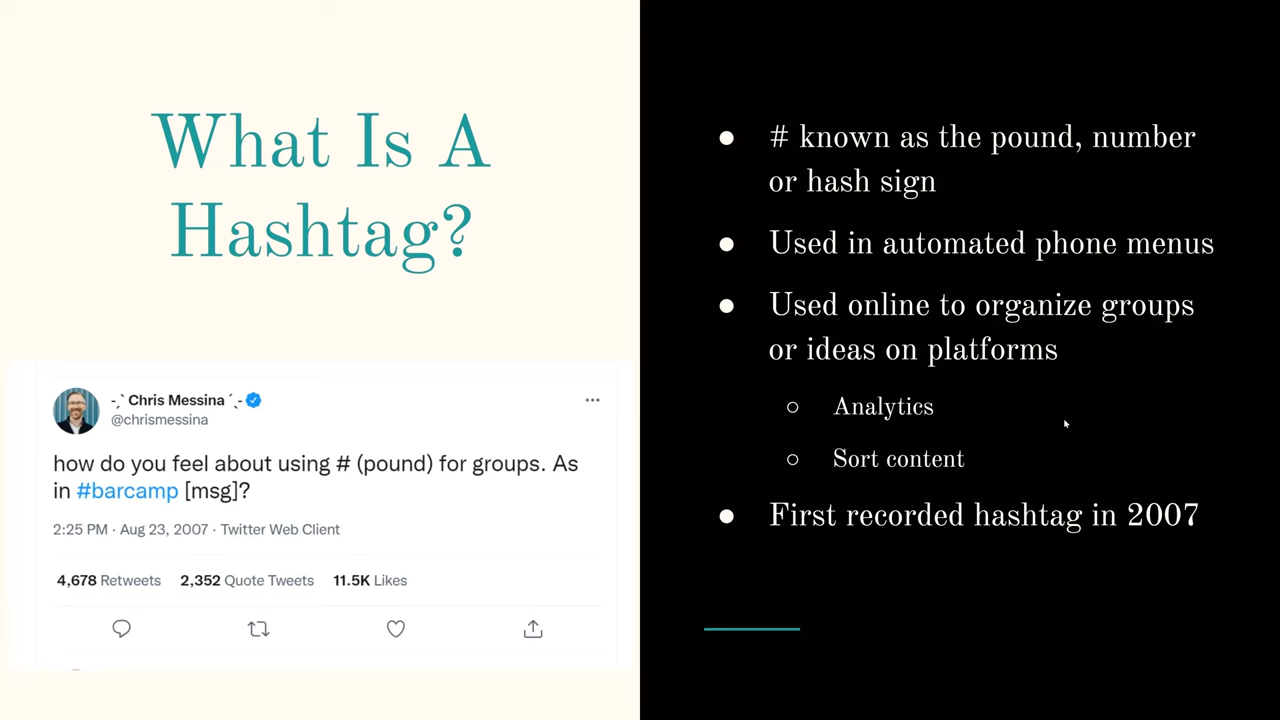 What Is A
Hashtag?
-ˏˋ Chris Messina ˊˎ-
@chrismessina
how do you feel about using # (pound) for groups. As
in #barcamp [msg]?
2:25 PM · Aug 23, 2007 · Twitter Web Client
4,678 Retweets 2,352 Quote Tweets 11.5K Likes
# known as the pound, number
or hash sign
Used in automated phone menus
Used online to organize groups
or ideas on platforms
Analytics
Sort content
First recorded hashtag in 2007